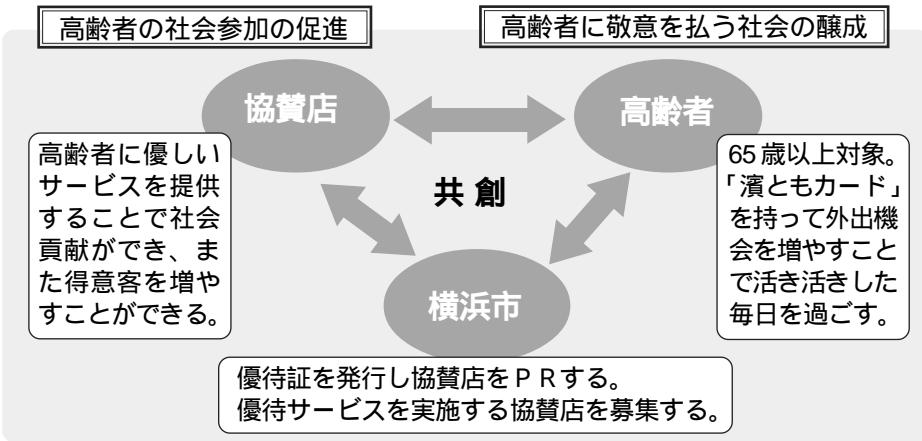 高齢者の社会参加の促進
高齢者に敬意を払う社会の醸成
協賛店
高齢者
高齢者に優しい
サービスを提供
することで社会
貢献ができ、ま
た得意客を増や
すことができる。
共創
65歳以上対象。
「濱ともカード」
を持って外出機
会を増やすこと
で活き活きした
毎日を過ごす。
横浜市
優待証を発行し協賛店をPRする。
優待サービスを実施する協賛店を募集する。